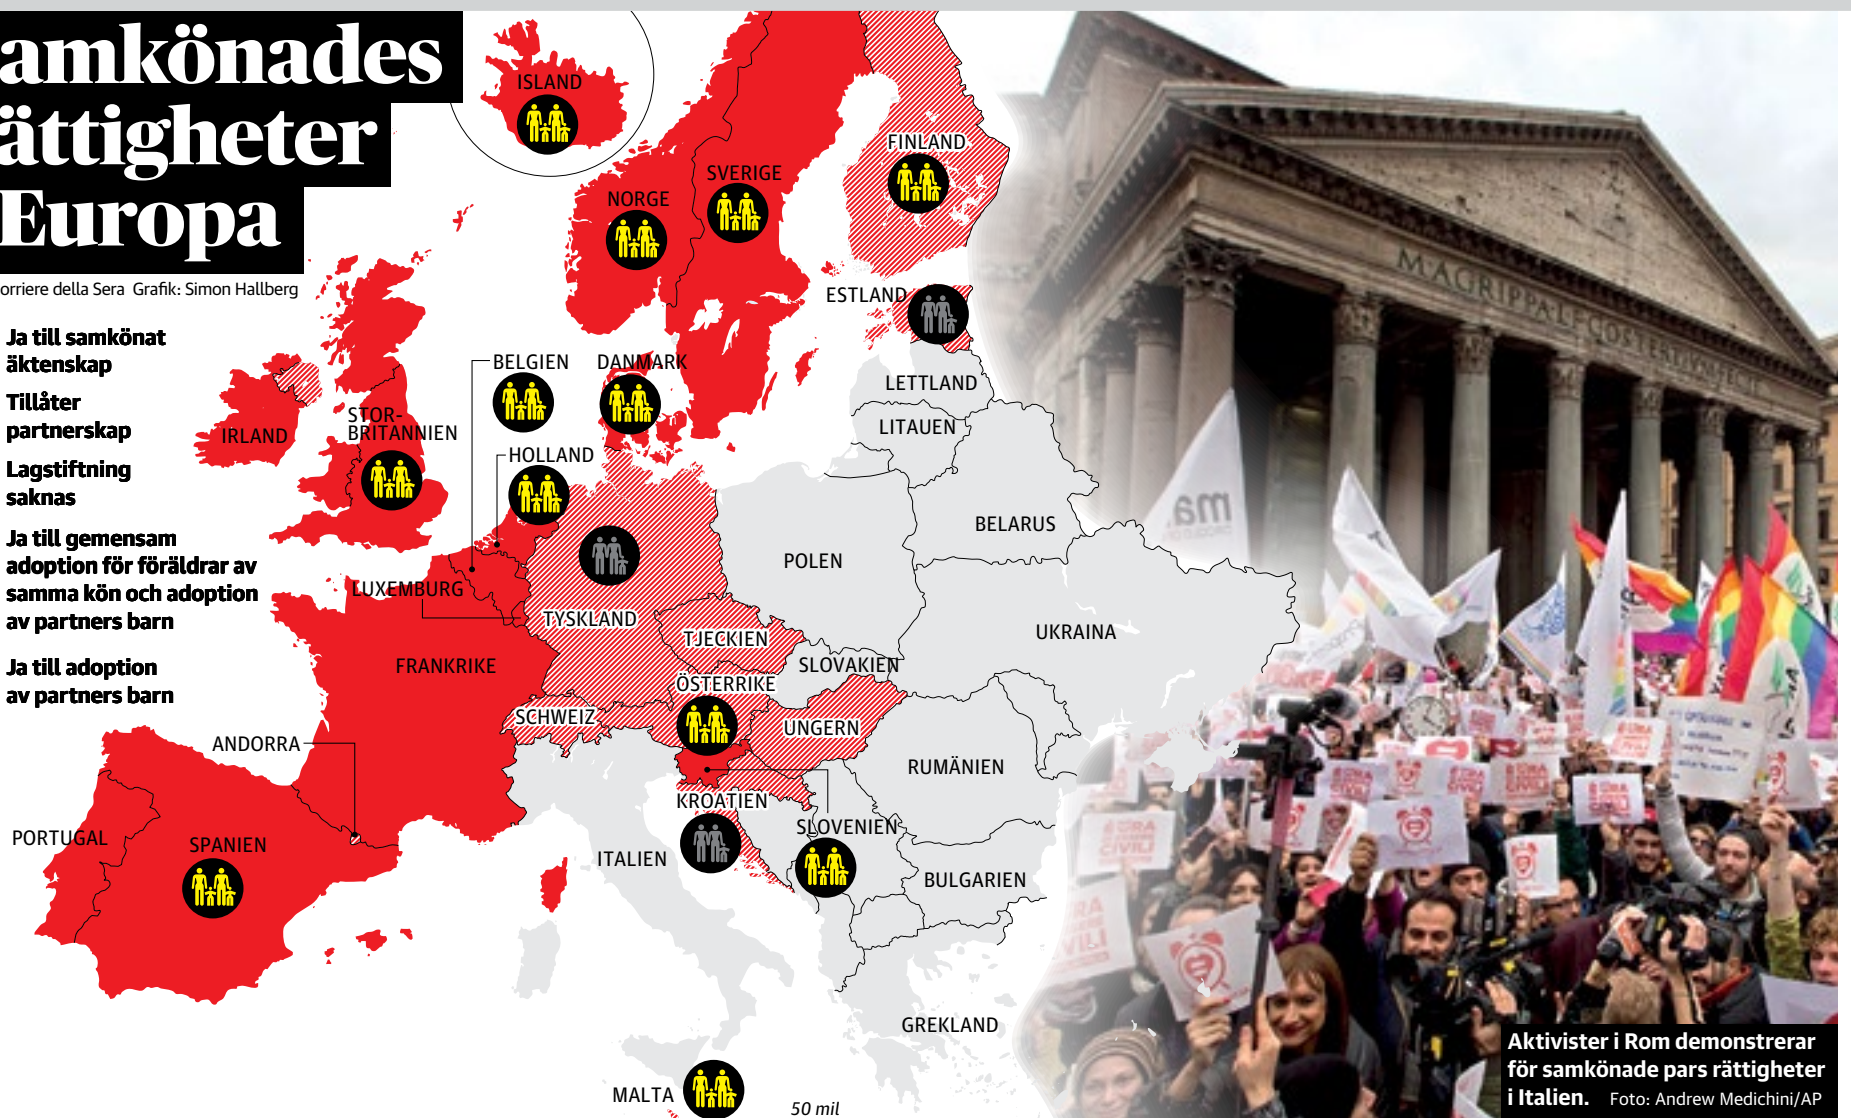 amkönades
ättigheter
Europa
orriere della Sera Grafik: Simon Hallberg
Ja till samkönat
äktenskap
Tillåter
partnerskap
Lagstiftning
saknas
Ja till gemensam
adoption för föräldrar av
samma kön och adoption
av partners barn
Ja till adoption
av partners barn
ISLAND
FINLAND
SVERIGE
NORGE
ESTLAND
BELGIEN
DANMARK
LETTLAND
STOR-
BRITANNIEN
IRLAND
LITAUEN
HOLLAND
BELARUS
POLEN
LUXEMBURG
TYSKLAND
TJECKIEN
UKRAINA
FRANKRIKE
SLOVAKIEN
ÖSTERRIKE
SCHWEIZ
UNGERN
ANDORRA
RUMÄNIEN
KROATIEN
PORTUGAL
SPANIEN
SLOVENIEN
ITALIEN
BULGARIEN
GREKLAND
MALTA
50 mil
M·AGRIPPA·L·F·COS·TERTIVM·FECIT
ma.
Aktivister i Rom demonstrerar
för samkönade pars rättigheter
i Italien. Foto: Andrew Medichini/AP